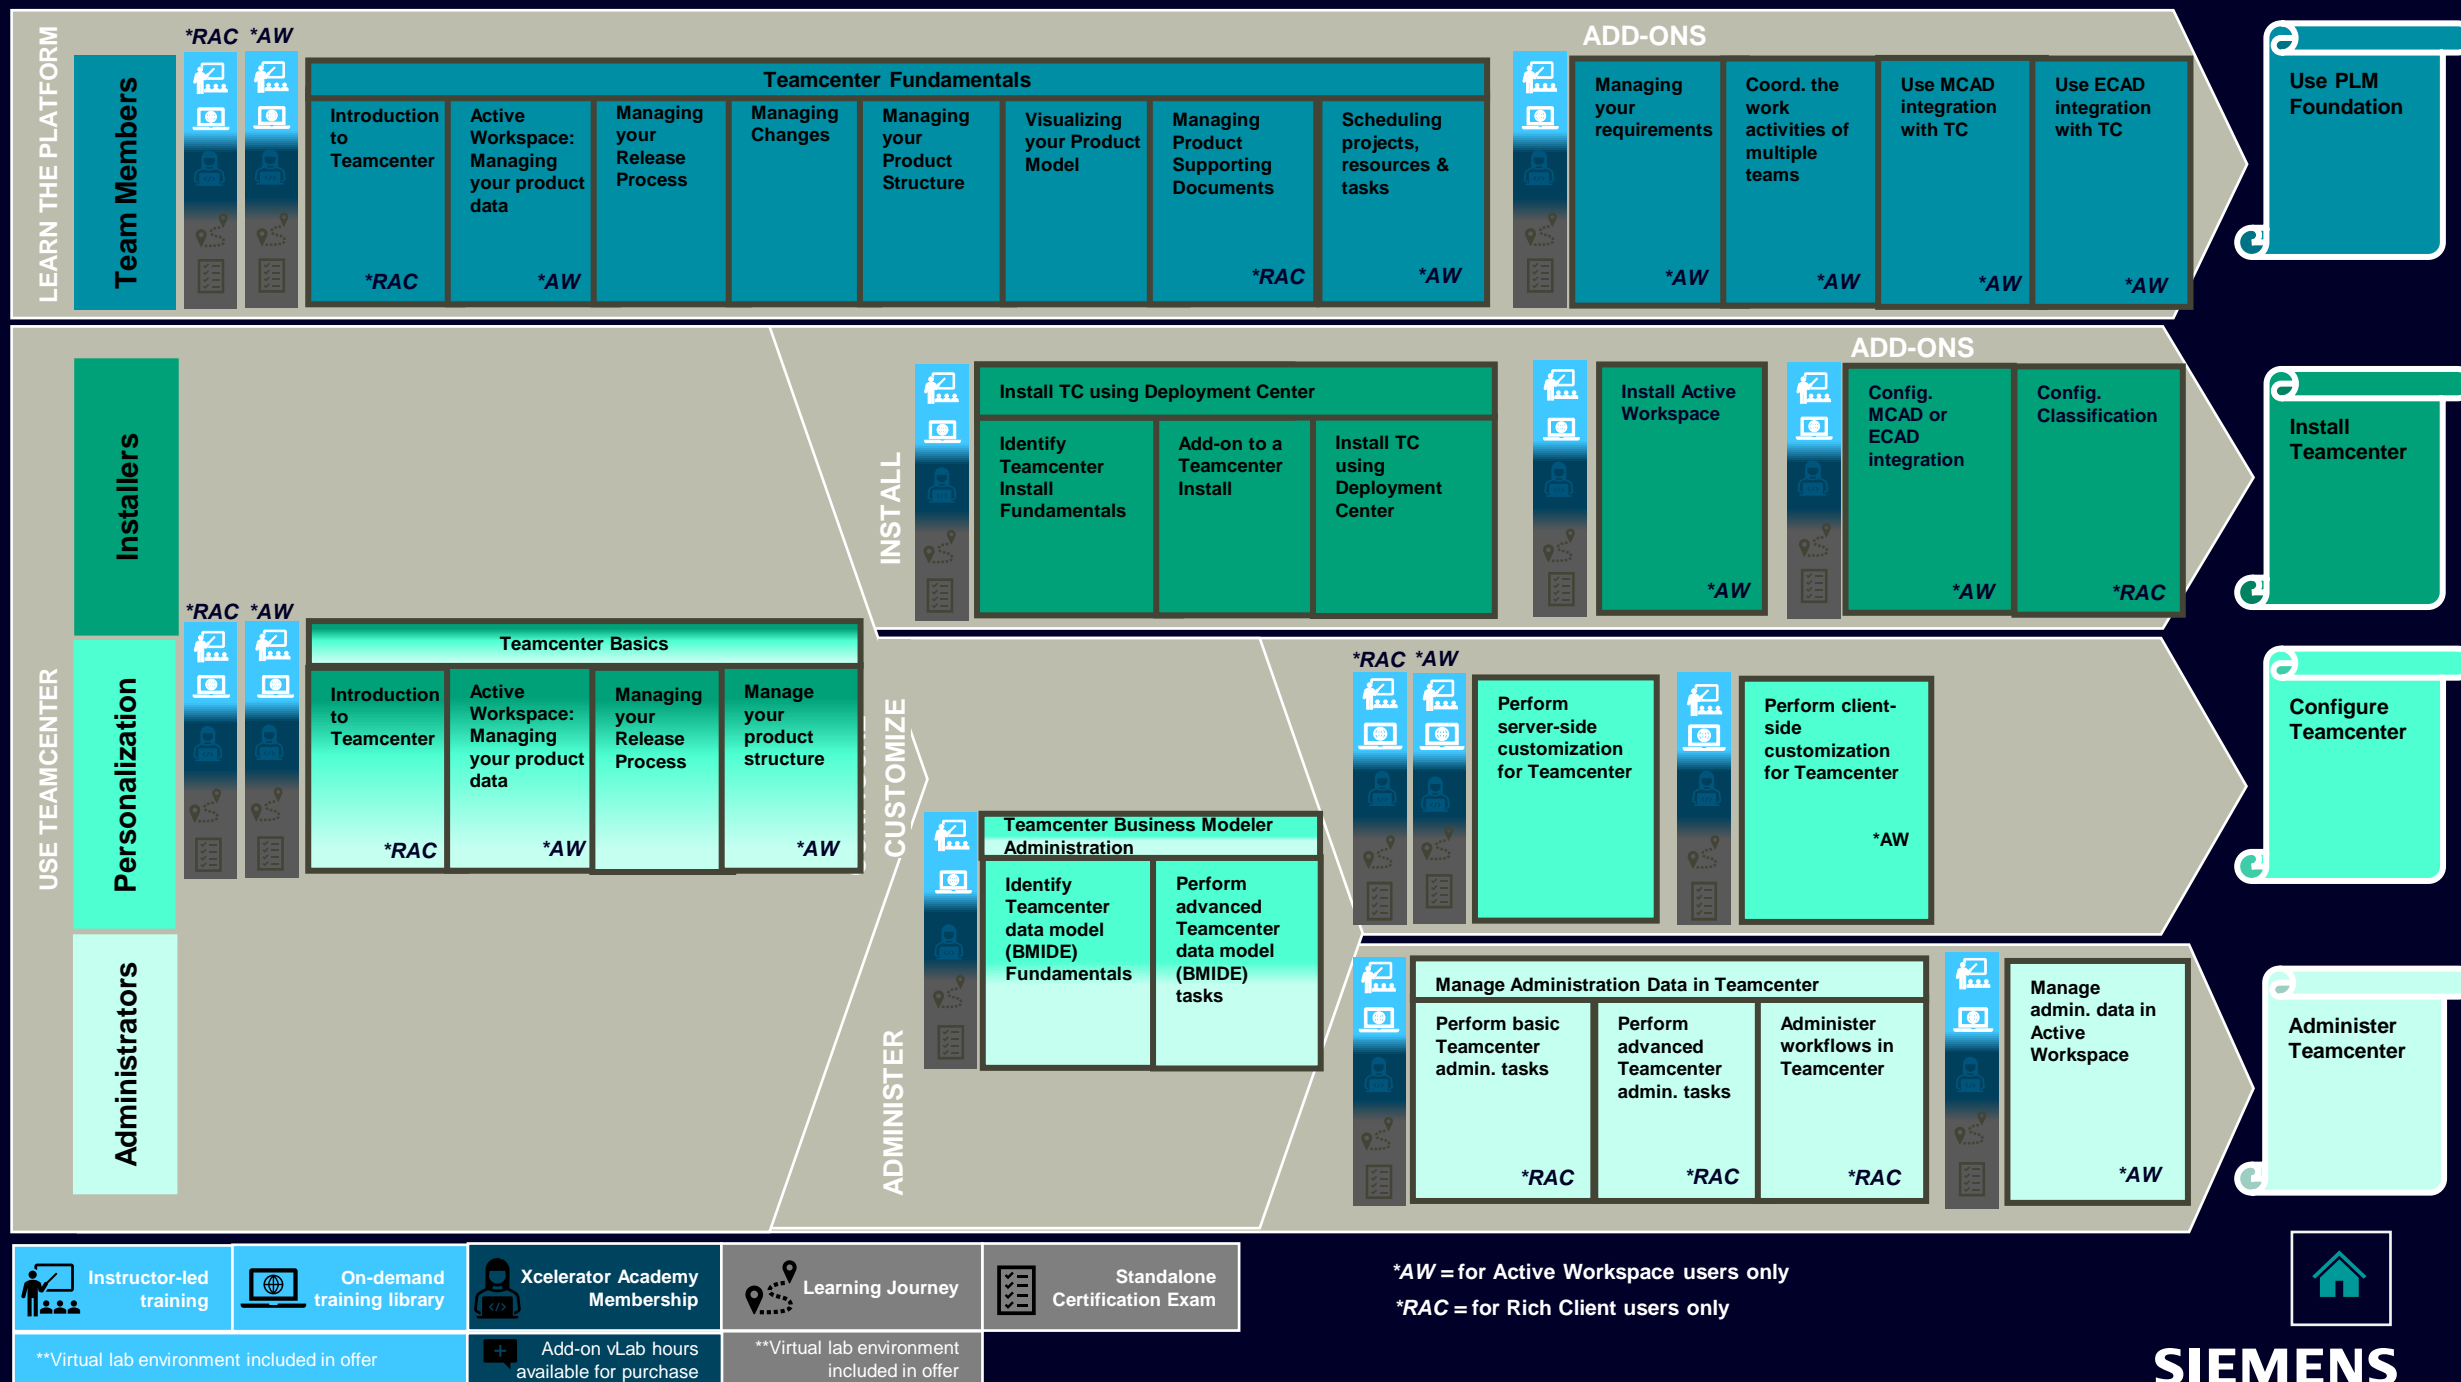 LEARN THE PLATFORM
Team Members
*RAC *AW
Teamcenter Fundamentals
Introduction
to
Teamcenter
*RAC
Active
Workspace:
Managing
your product
data
*AW
Managing
your
Release
Process
Managing
Changes
Managing
your
Product
Structure
Visualizing
your Product
Model
Managing
Product
Supporting
Documents
*RAC
Scheduling
projects,
resources &
tasks
*AW
ADD-ONS
Managing
your
requirements
*AW
Coord. the
work
activities of
multiple
teams
*AW
Use MCAD
integration
with TC
*AW
Use ECAD
integration
with TC
*AW
Use PLM
Foundation
USE TEAMCENTER
Installers
Personalization
Administrators
*RAC *AW
Teamcenter Basics
Introduction
to
Teamcenter
*RAC
Active
Workspace:
Managing
your product
data
*AW
Managing
your
Release
Process
Manage
your
product
structure
*AW
INSTALL
Install TC using Deployment Center
Identify
Teamcenter
Install
Fundamentals
Add-on to a
Teamcenter
Install
Install TC
using
Deployment
Center
Install Active
Workspace
*AW
ADD-ONS
Config.
MCAD or
ECAD
integration
*AW
Config.
Classification
*RAC
Install
Teamcenter
CUSTOMIZE
ADMINISTER
Teamcenter Business Modeler
Administration
Identify
Teamcenter
data model
(BMIDE)
Fundamentals
Perform
advanced
Teamcenter
data model
(BMIDE)
tasks
*RAC *AW
Perform
server-side
customization
for Teamcenter
Perform client-
side
customization
for Teamcenter
*AW
Configure
Teamcenter
Manage Administration Data in Teamcenter
Perform basic
Teamcenter
admin. tasks
*RAC
Perform
advanced
Teamcenter
admin. tasks
*RAC
Administer
workflows in
Teamcenter
*RAC
Manage
admin. data in
Active
Workspace
*AW
Administer
Teamcenter
Instructor-led
training
On-demand
training library
Xcelerator Academy
Membership
Learning Journey
Standalone
Certification Exam
**Virtual lab environment included in offer
Add-on vLab hours
available for purchase
**Virtual lab environment
included in offer
*AW = for Active Workspace users only
*RAC = for Rich Client users only
SIEMENS